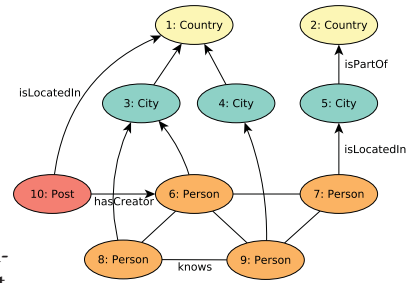 1: Country
2: Country
isPartOf
isLocatedIn
3: City
4: City
5: City
isLocatedIn
10: Post
hasCreator
6: Person
7: Person
8: Person
knows
9: Person